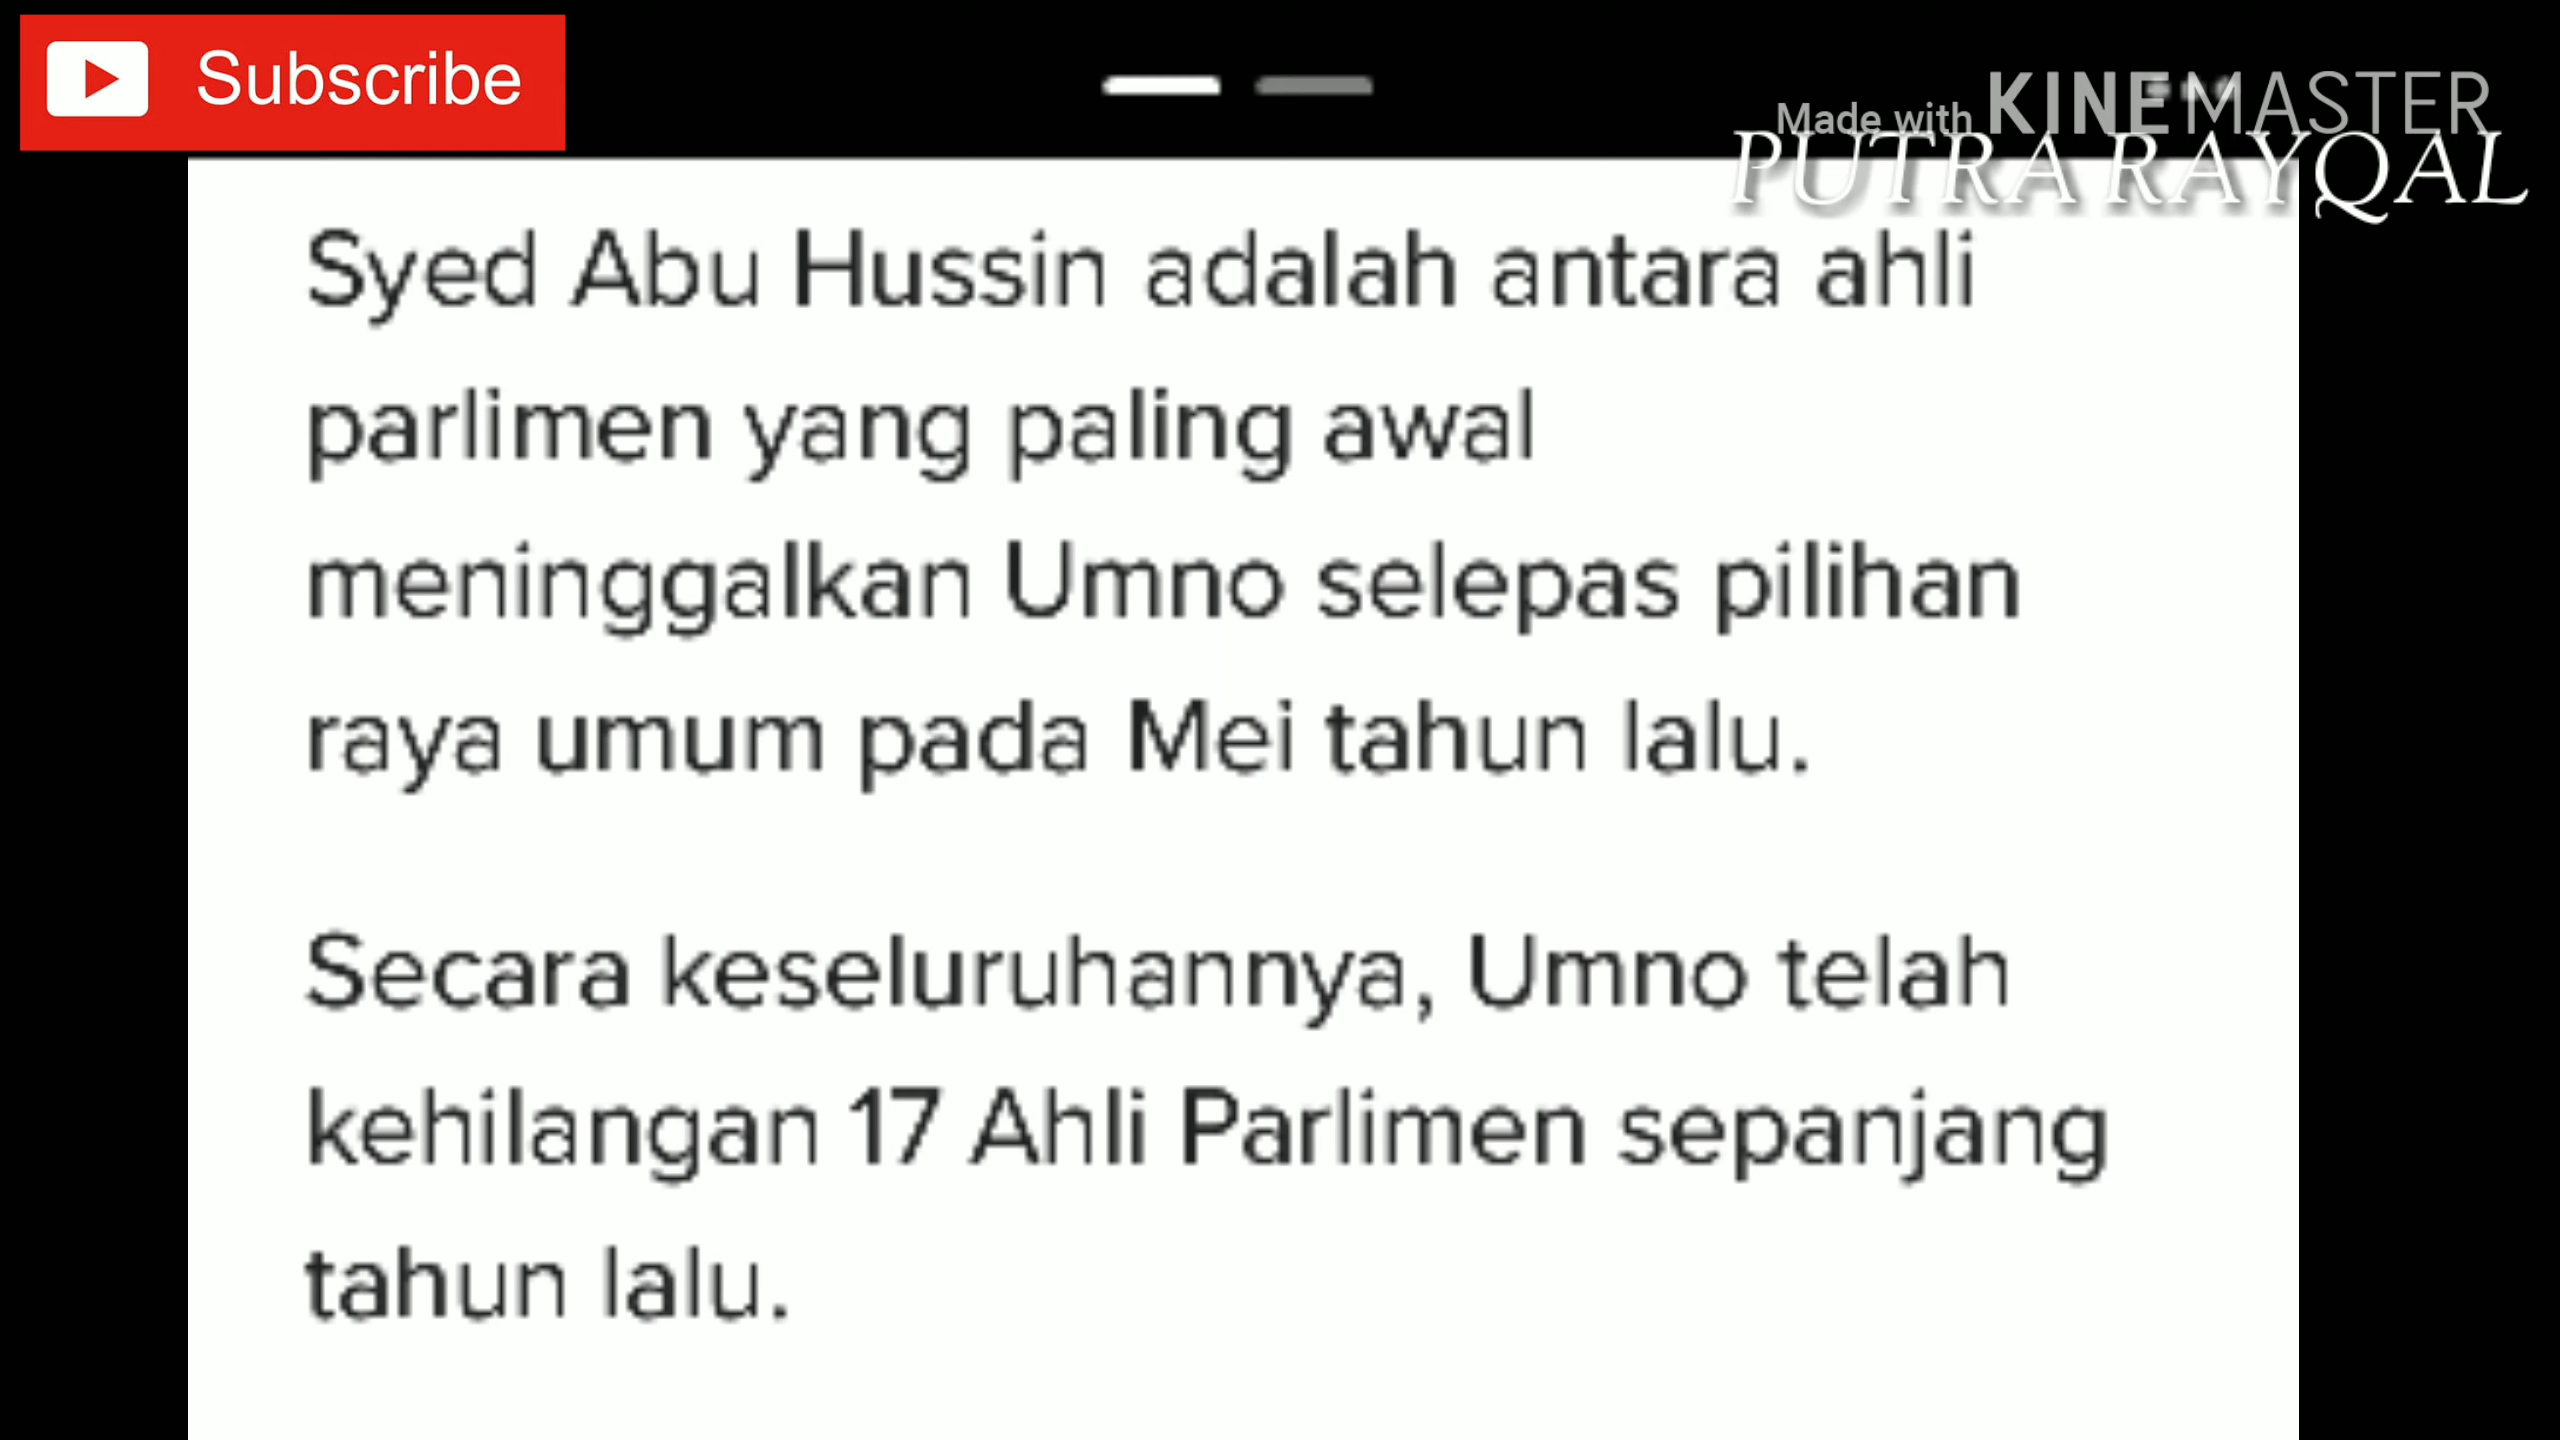 Subscribe
Made with KINEMASTER
PUTRA RAYQAL
Syed Abu Hussin adalah antara ahli
parlimen yang paling awal
meninggalkan Umno selepas pilihan
raya umum pada Mei tahun lalu.
Secara keseluruhannya, Umno telah
kehilangan 17 Ahli Parlimen sepanjang
tahun lalu.